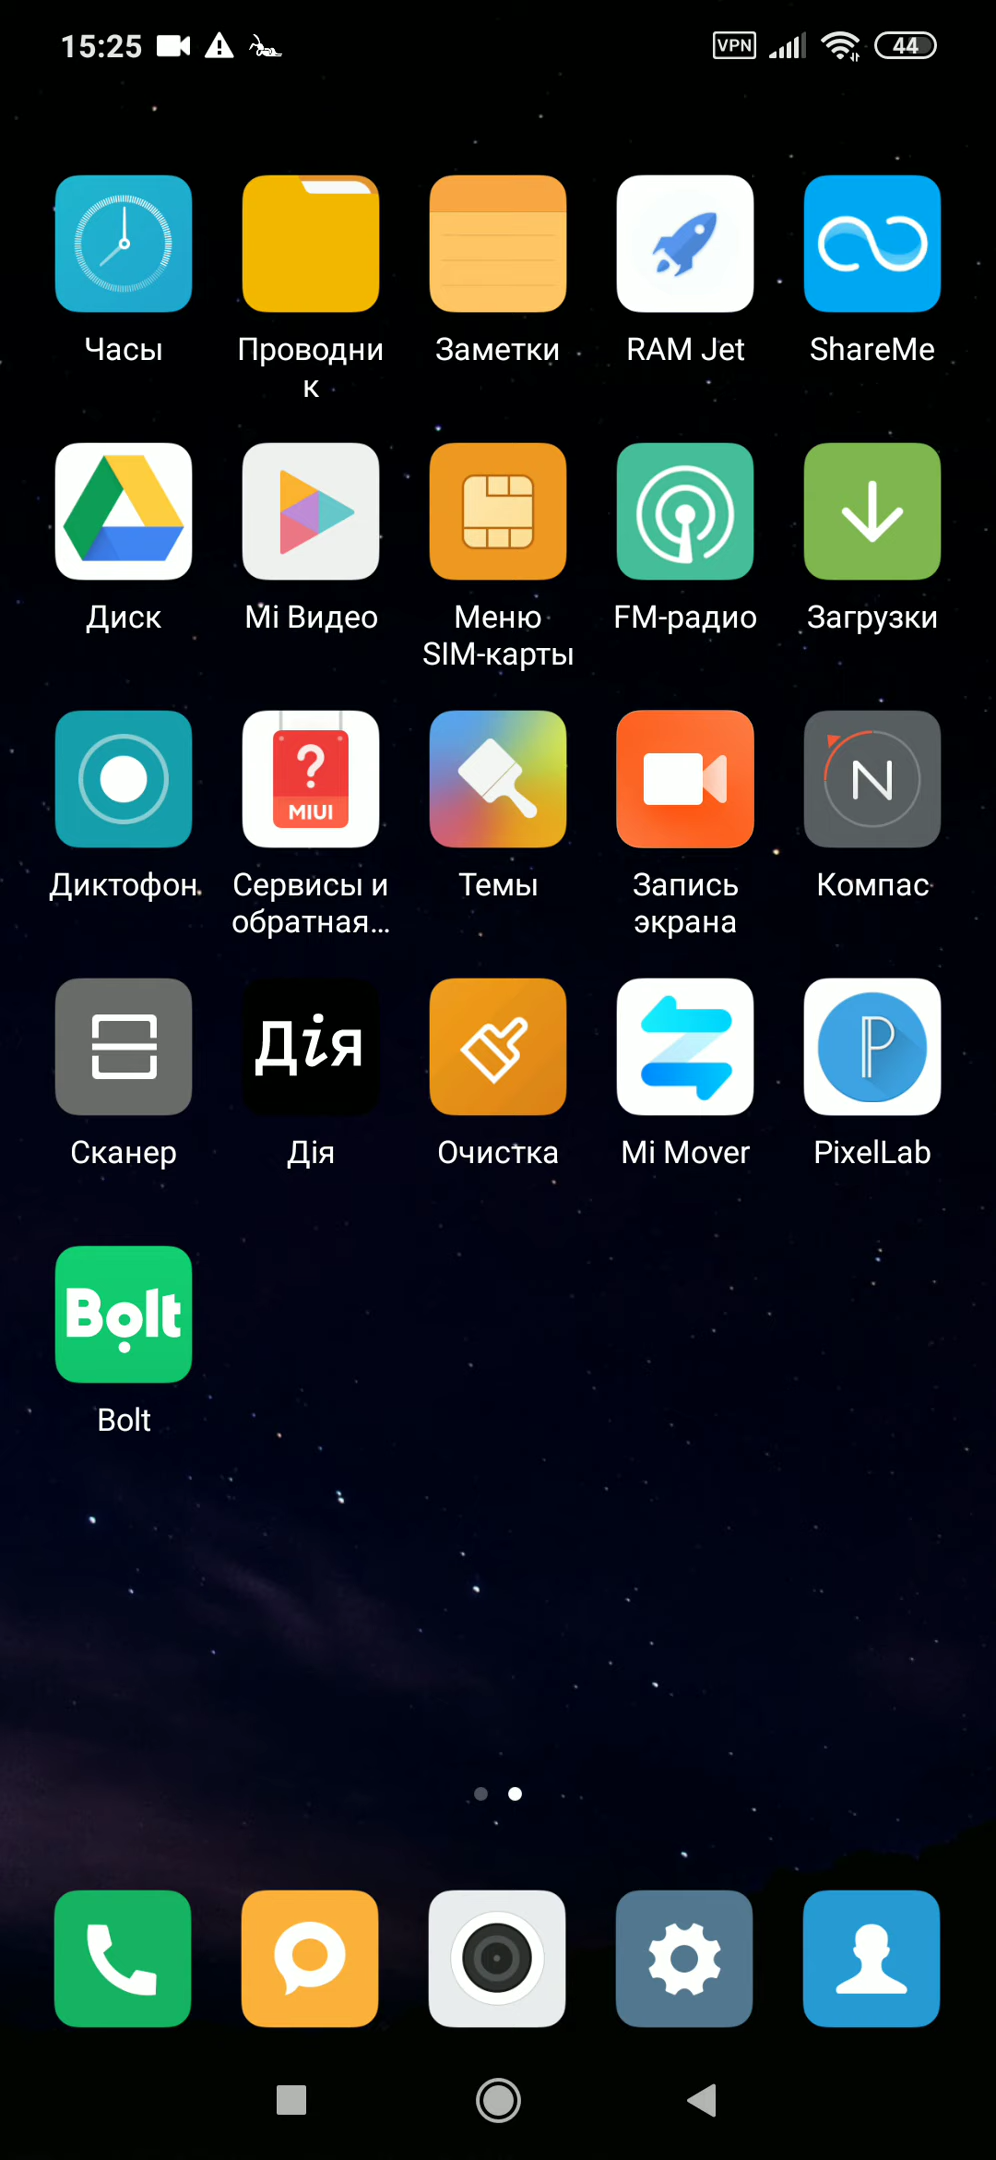 15:25 VPN 44
Часы Проводни Заметки RAM Jet ShareMe
к
Диск Mi Видео Меню FM-радио Загрузки
SIM-карты
MIUI N
Диктофон Сервисы и Темы Запись Компас
обратная... экрана
Дія
Сканер Дія Очистка Mi Mover PixelLab
Bolt
Bolt